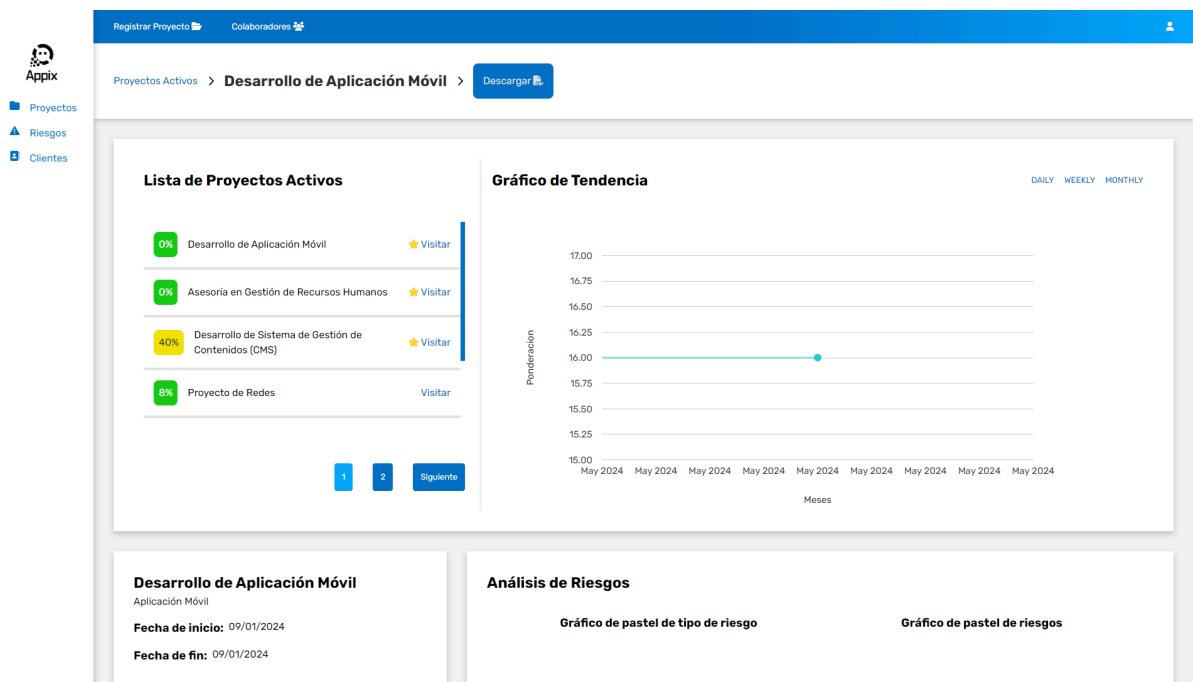 Registrar Proyecto
Colaboradores
Appix
Proyectos
Riesgos
Clientes
Proyectos Activos > Desarrollo de Aplicación Móvil > Descargar
Lista de Proyectos Activos
0% Desarrollo de Aplicación Móvil Visitar
0% Asesoría en Gestión de Recursos Humanos Visitar
40% Desarrollo de Sistema de Gestión de
Contenidos (CMS) Visitar
8% Proyecto de Redes Visitar
1 2 Siguiente
Gráfico de Tendencia
DAILY WEEKLY MONTHLY
Ponderacion
17.00
16.75
16.50
16.25
16.00
15.75
15.50
15.25
15.00
May 2024 May 2024 May 2024 May 2024 May 2024 May 2024 May 2024 May 2024 May 2024
Meses
Desarrollo de Aplicación Móvil
Aplicación Móvil
Fecha de inicio: 09/01/2024
Fecha de fin: 09/01/2024
Análisis de Riesgos
Gráfico de pastel de tipo de riesgo
Gráfico de pastel de riesgos